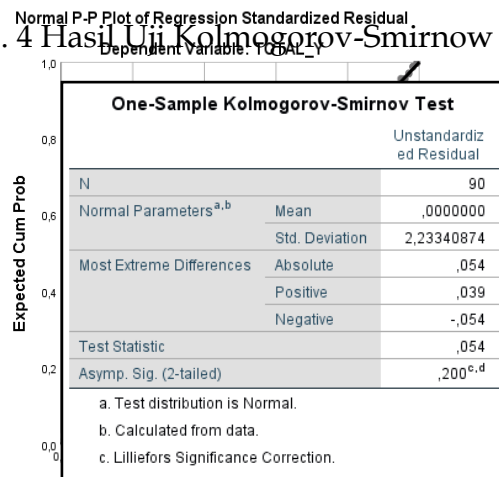 Normal P-P Plot of Regression Standardized Residual
. 4 Hasil Uji Kolmogorov-Smirnow
Dependent Variable: TOTAL_Y
1,0
One-Sample Kolmogorov-Smirnov Test
Unstandardiz
ed Residual
0,8
N 90
Normal Parameters a,b Mean ,0000000
Std. Deviation 2,23340874
Most Extreme Differences Absolute ,054
Positive ,039
Negative -,054
Test Statistic ,054
Asymp. Sig. (2-tailed) ,200 c,d
a. Test distribution is Normal.
b. Calculated from data.
c. Lilliefors Significance Correction.
Expected Cum Prob
0,6
0,4
0,2
0,0
0,